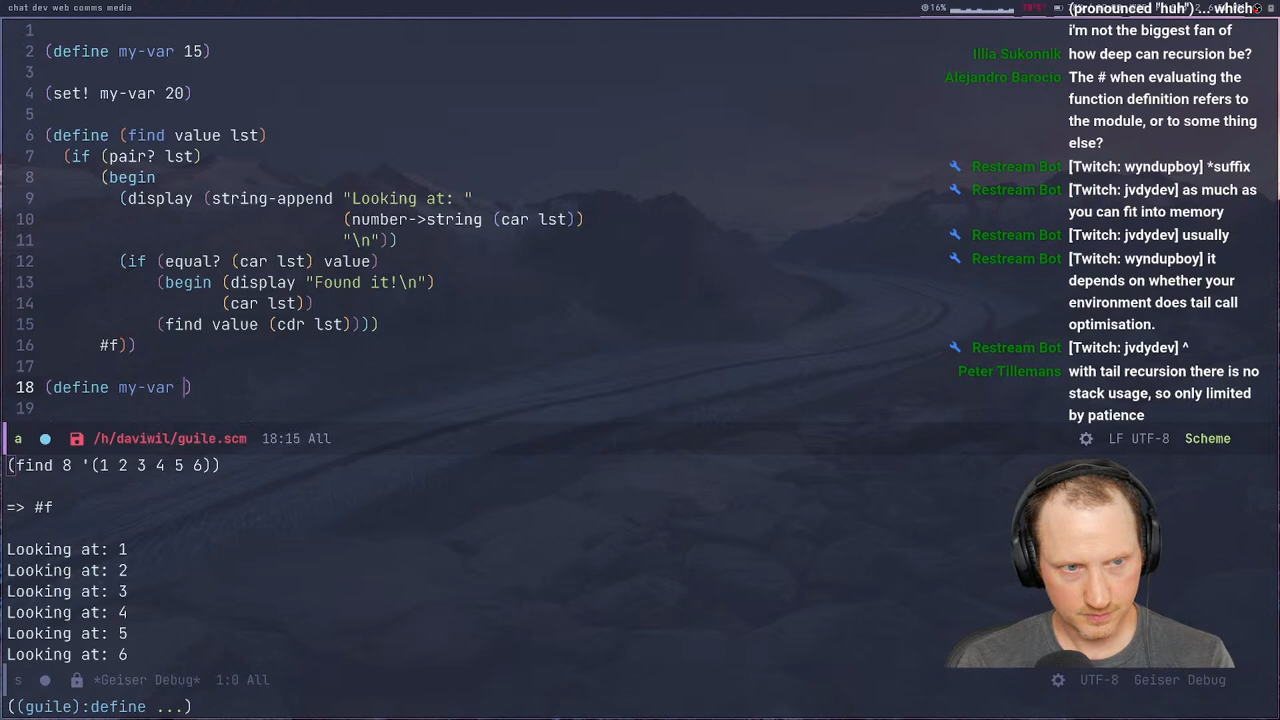 chat dev web comms media
16%
1
2 (define my-var 15)
3
4 (set! my-var 20)
5
6 (define (find value lst)
7 (if (pair? lst)
8 (begin
9 (display (string-append "Looking at: "
10 (number->string (car lst))
11 "\n"))
12 (if (equal? (car lst) value)
13 (begin (display "Found it!\n")
14 (car lst))
15 (find value (cdr lst))))
16 #f))
17
18 (define my-var )
19
a /h/daviwil/guile.scm 18:15 All LF UTF-8 Scheme
(find 8 '(1 2 3 4 5 6))
=> #f
Looking at: 1
Looking at: 2
Looking at: 3
Looking at: 4
Looking at: 5
Looking at: 6
s *Geiser Debug* 1:0 All UTF-8 Geiser Debug
((guile):define ...)
(pronounced "huh")... which
i'm not the biggest fan of
Illia Sukonnik how deep can recursion be?
Alejandro Barocio The # when evaluating the
function definition refers to
the module, or to some thing
else?
Restream Bot [Twitch: wyndupboy] *suffix
Restream Bot [Twitch: jvdydev] as much as
you can fit into memory
Restream Bot [Twitch: jvdydev] usually
Restream Bot [Twitch: wyndupboy] it
depends on whether your
environment does tail call
optimisation.
Restream Bot [Twitch: jvdydev] ^
Peter Tillemans with tail recursion there is no
stack usage, so only limited
by patience